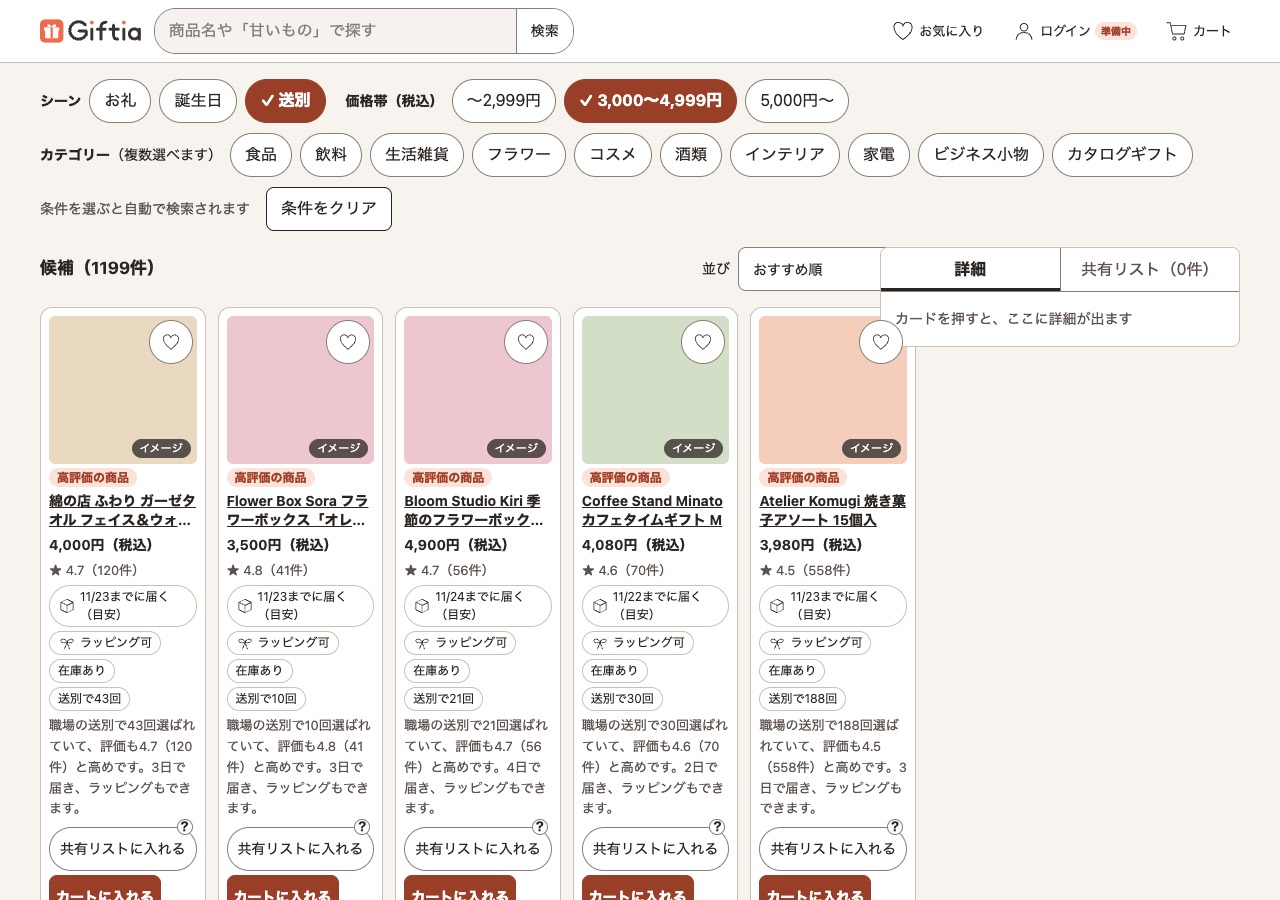 Giftia
商品名や「甘いもの」で探す
検索
お気に入り
ログイン
準備中
カート
シーン
お礼
誕生日
送別
価格帯（税込）
〜2,999円
3,000〜4,999円
5,000円〜
カテゴリー（複数選べます）
食品
飲料
生活雑貨
フラワー
コスメ
酒類
インテリア
家電
ビジネス小物
カタログギフト
条件を選ぶと自動で検索されます
条件をクリア
候補（1199件）
並び
おすすめ順
詳細
共有リスト（0件）
カードを押すと、ここに詳細が出ます
イメージ
高評価の商品
綿の店 ふわり ガーゼタ
オル フェイス＆ウォ…
4,000円（税込）
★ 4.7（120件）
11/23までに届く
（目安）
ラッピング可
在庫あり
送別で43回
職場の送別で43回選ばれ
ていて、評価も4.7（120
件）と高めです。3日で
届き、ラッピングもでき
ます。
?
共有リストに入れる
カートに入れる
イメージ
高評価の商品
Flower Box Sora フラ
ワーボックス「オレ…
3,500円（税込）
★ 4.8（41件）
11/23までに届く
（目安）
ラッピング可
在庫あり
送別で10回
職場の送別で10回選ばれ
ていて、評価も4.8（41
件）と高めです。3日で
届き、ラッピングもでき
ます。
?
共有リストに入れる
カートに入れる
イメージ
高評価の商品
Bloom Studio Kiri 季
節のフラワーボック…
4,900円（税込）
★ 4.7（56件）
11/24までに届く
（目安）
ラッピング可
在庫あり
送別で21回
職場の送別で21回選ばれ
ていて、評価も4.7（56
件）と高めです。4日で
届き、ラッピングもでき
ます。
?
共有リストに入れる
カートに入れる
イメージ
高評価の商品
Coffee Stand Minato
カフェタイムギフト M
4,080円（税込）
★ 4.6（70件）
11/22までに届く
（目安）
ラッピング可
在庫あり
送別で30回
職場の送別で30回選ばれ
ていて、評価も4.6（70
件）と高めです。2日で
届き、ラッピングもでき
ます。
?
共有リストに入れる
カートに入れる
イメージ
高評価の商品
Atelier Komugi 焼き菓
子アソート 15個入
3,980円（税込）
★ 4.5（558件）
11/23までに届く
（目安）
ラッピング可
在庫あり
送別で188回
職場の送別で188回選ば
れていて、評価も4.5
（558件）と高めです。3
日で届き、ラッピングも
できます。
?
共有リストに入れる
カートに入れる